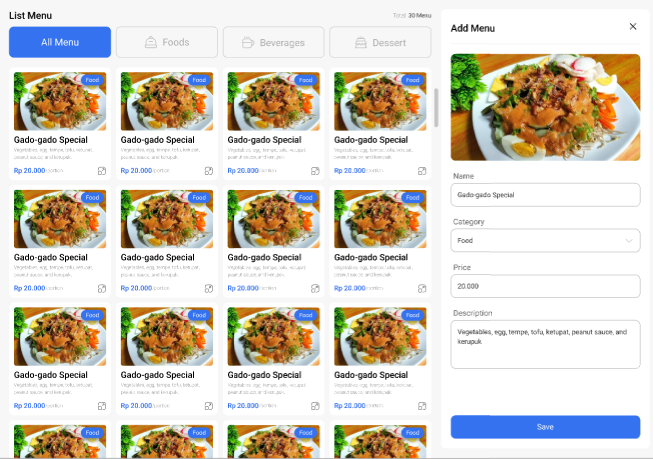 List Menu
Total 30 Menu
All Menu
Foods
Beverages
Dessert
Food
Food
Food
Food
Gado-gado Special
Gado-gado Special
Gado-gado Special
Gado-gado Special
Vegetables, egg, tempe, tofu, ketupat,
peanut sauce, and kerupuk.
Vegetables, egg, tempe, tofu, ketupat,
peanut sauce, and kerupuk.
Vegetables, egg, tempe, tofu, ketupat,
peanut sauce, and kerupuk.
Vegetables, egg, tempe, tofu, ketupat,
peanut sauce, and kerupuk.
Rp 20.000 /portion
Rp 20.000 /portion
Rp 20.000 /portion
Rp 20.000 /portion
Food
Food
Food
Food
Gado-gado Special
Gado-gado Special
Gado-gado Special
Gado-gado Special
Vegetables, egg, tempe, tofu, ketupat,
peanut sauce, and kerupuk.
Vegetables, egg, tempe, tofu, ketupat,
peanut sauce, and kerupuk.
Vegetables, egg, tempe, tofu, ketupat,
peanut sauce, and kerupuk.
Vegetables, egg, tempe, tofu, ketupat,
peanut sauce, and kerupuk.
Rp 20.000 /portion
Rp 20.000 /portion
Rp 20.000 /portion
Rp 20.000 /portion
Food
Food
Food
Food
Gado-gado Special
Gado-gado Special
Gado-gado Special
Gado-gado Special
Vegetables, egg, tempe, tofu, ketupat,
peanut sauce, and kerupuk.
Vegetables, egg, tempe, tofu, ketupat,
peanut sauce, and kerupuk.
Vegetables, egg, tempe, tofu, ketupat,
peanut sauce, and kerupuk.
Vegetables, egg, tempe, tofu, ketupat,
peanut sauce, and kerupuk.
Rp 20.000 /portion
Rp 20.000 /portion
Rp 20.000 /portion
Rp 20.000 /portion
Food
Food
Food
Food
Add Menu
Name
Gado-gado Special
Category
Food
Price
20.000
Description
Vegetables, egg, tempe, tofu, ketupat, peanut sauce, and
kerupuk
Save